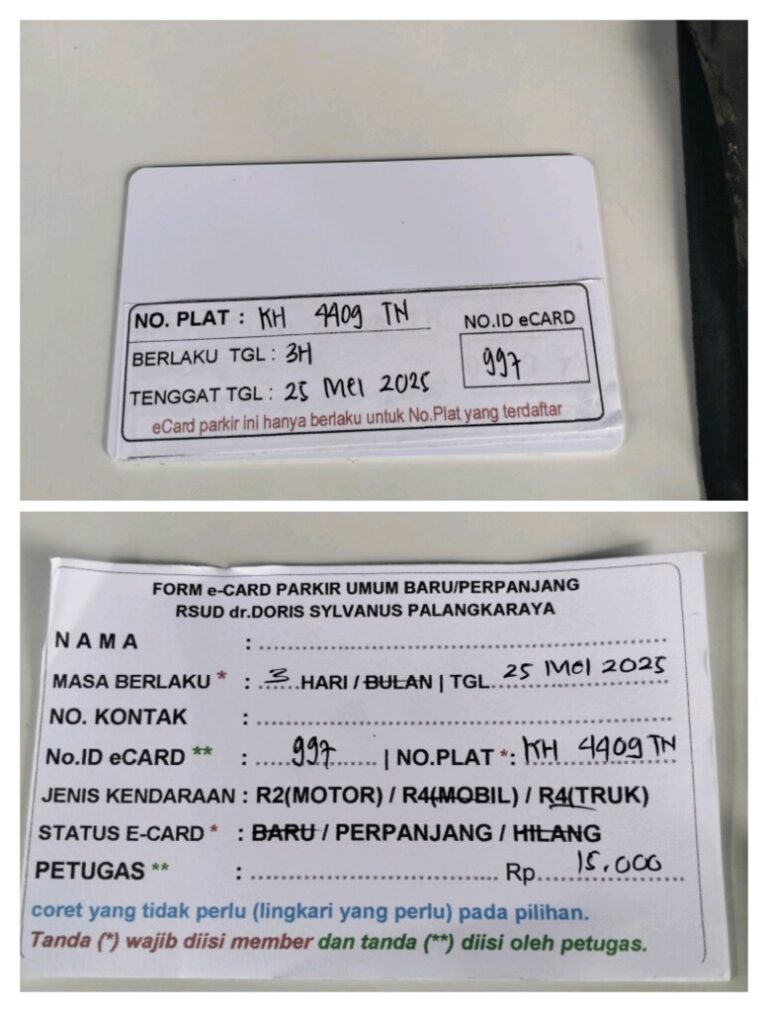 NO. PLAT : KH 4409 TN
NO.ID eCARD
BERLAKU TGL : 3H
997
TENGGAT TGL : 25 MEI 2025
eCard parkir ini hanya berlaku untuk No.Plat yang terdaftar
FORM e-CARD PARKIR UMUM BARU/PERPANJANG
RSUD dr.DORIS SYLVANUS PALANGKARAYA
NAMA : ..........
MASA BERLAKU * : ...3...HARI / BULAN | TGL 25 MEI 2025
NO. KONTAK : ..........
No.ID eCARD ** : .....997....... | NO.PLAT *: KH 4409 TN
JENIS KENDARAAN : R2(MOTOR) / R4(MOBIL) / R4(TRUK)
STATUS E-CARD * : BARU / PERPANJANG / HILANG
PETUGAS ** : .......... Rp. 15.000
coret yang tidak perlu (lingkari yang perlu) pada pilihan.
Tanda (*) wajib diisi member dan tanda (**) diisi oleh petugas.